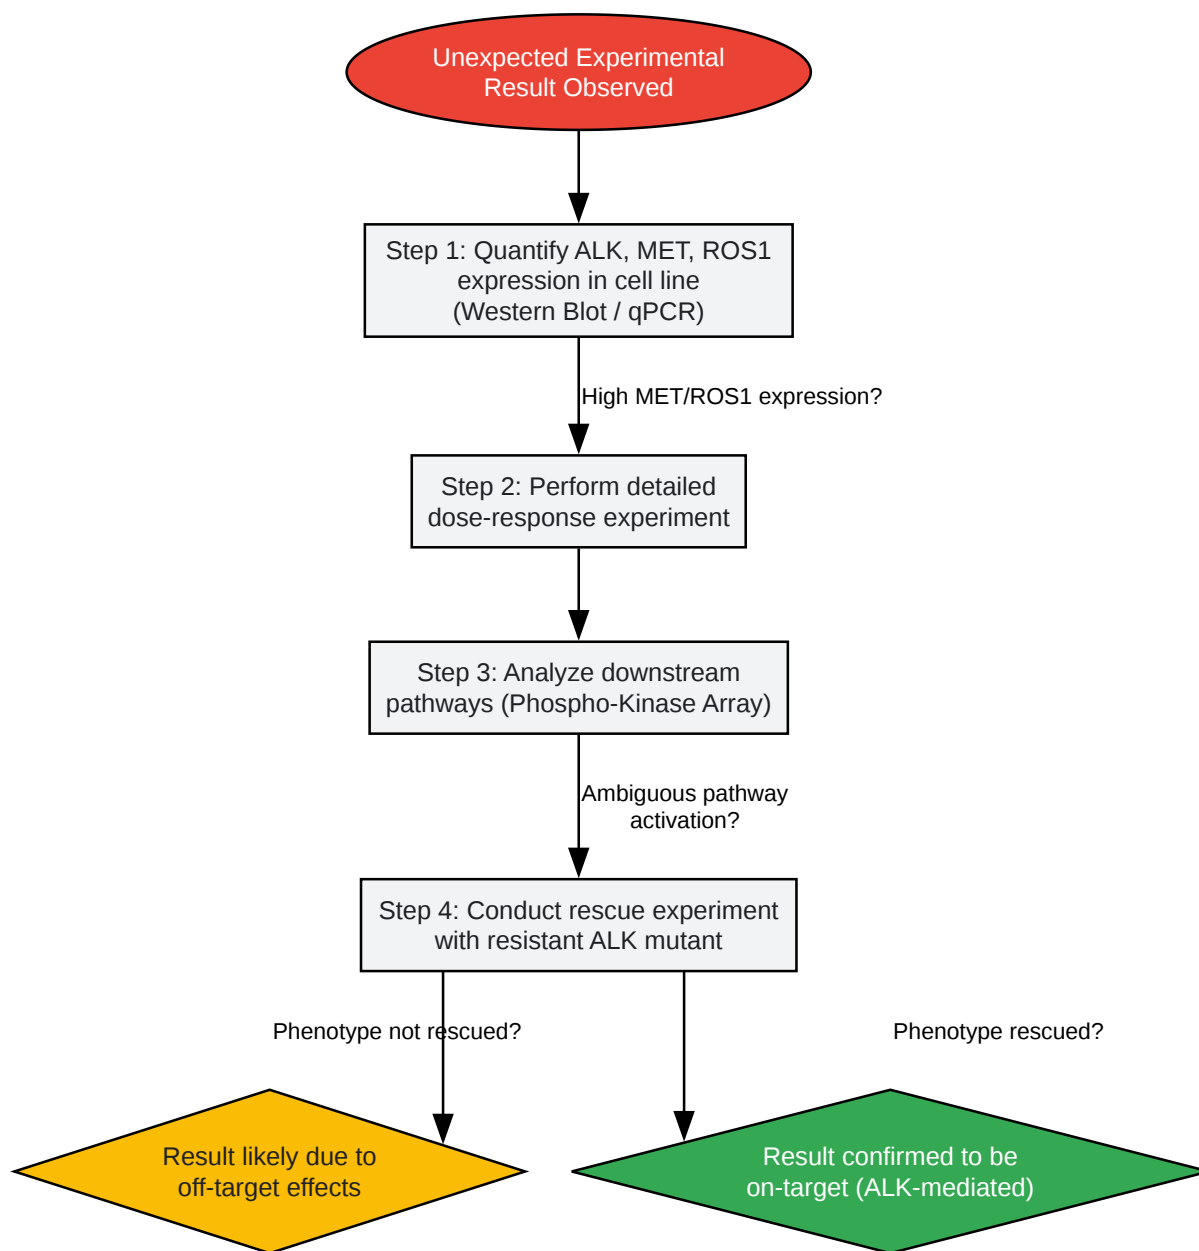 Unexpected Experimental
Result Observed
Step 1: Quantify ALK, MET, ROS1
expression in cell line
(Western Blot / qPCR)
High MET/ROS1 expression?
Step 2: Perform detailed
dose-response experiment
Step 3: Analyze downstream
pathways (Phospho-Kinase Array)
Ambiguous pathway
activation?
Step 4: Conduct rescue experiment
with resistant ALK mutant
Phenotype not rescued?
Phenotype rescued?
Result likely due to
off-target effects
Result confirmed to be
on-target (ALK-mediated)